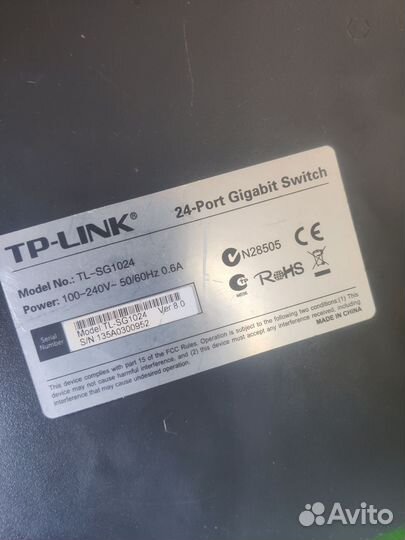 TP-LINK®
24-Port Gigabit Switch
Model No.: TL-SG1024
Power: 100-240V~ 50/60Hz 0.6A
N28505
CE
RoHS
Serial Number
Model TL-SG1024 Ver: 8.0
S/N:135A0300952
This device complies with part 15 of the FCC Rules. Operation is subject to the following two conditions:(1) This
device may not cause harmful interference, and (2) this device must accept any interference received, including
interference that may cause undesired operation.
MADE IN CHINA
Avito